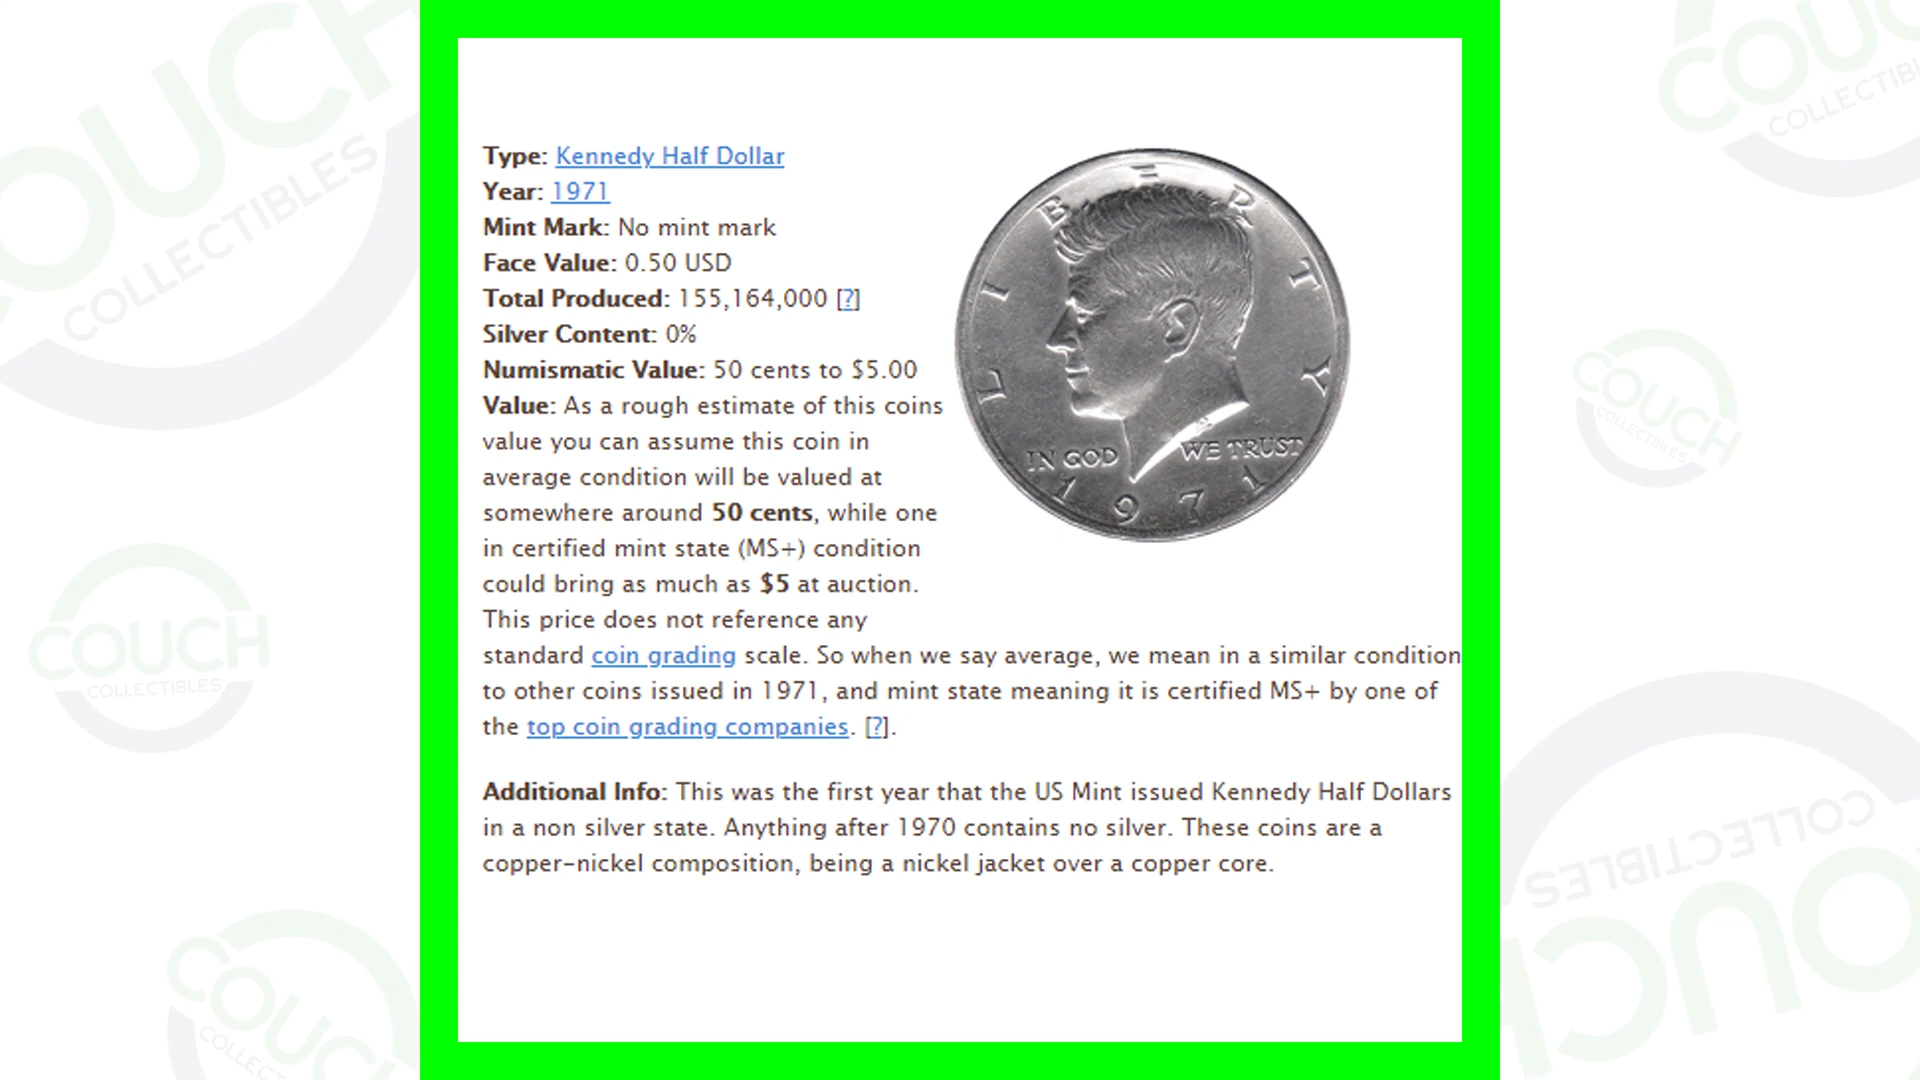 Type: Kennedy Half Dollar
Year: 1971
Mint Mark: No mint mark
Face Value: 0.50 USD
Total Produced: 155,164,000 [?]
Silver Content: 0%
Numismatic Value: 50 cents to $5.00
Value: As a rough estimate of this coins
value you can assume this coin in
average condition will be valued at
somewhere around 50 cents, while one
in certified mint state (MS+) condition
could bring as much as $5 at auction.
This price does not reference any
standard coin grading scale. So when we say average, we mean in a similar condition
to other coins issued in 1971, and mint state meaning it is certified MS+ by one of
the top coin grading companies. [?].
Additional Info: This was the first year that the US Mint issued Kennedy Half Dollars
in a non silver state. Anything after 1970 contains no silver. These coins are a
copper-nickel composition, being a nickel jacket over a copper core.
LIBERTY
IN GOD WE TRUST
1971
COUCH
COLLECTIBLES
COUCH
COLLECTIBLES
COUCH
COLLECTIBLES
COUCH
COLLECTIBLES